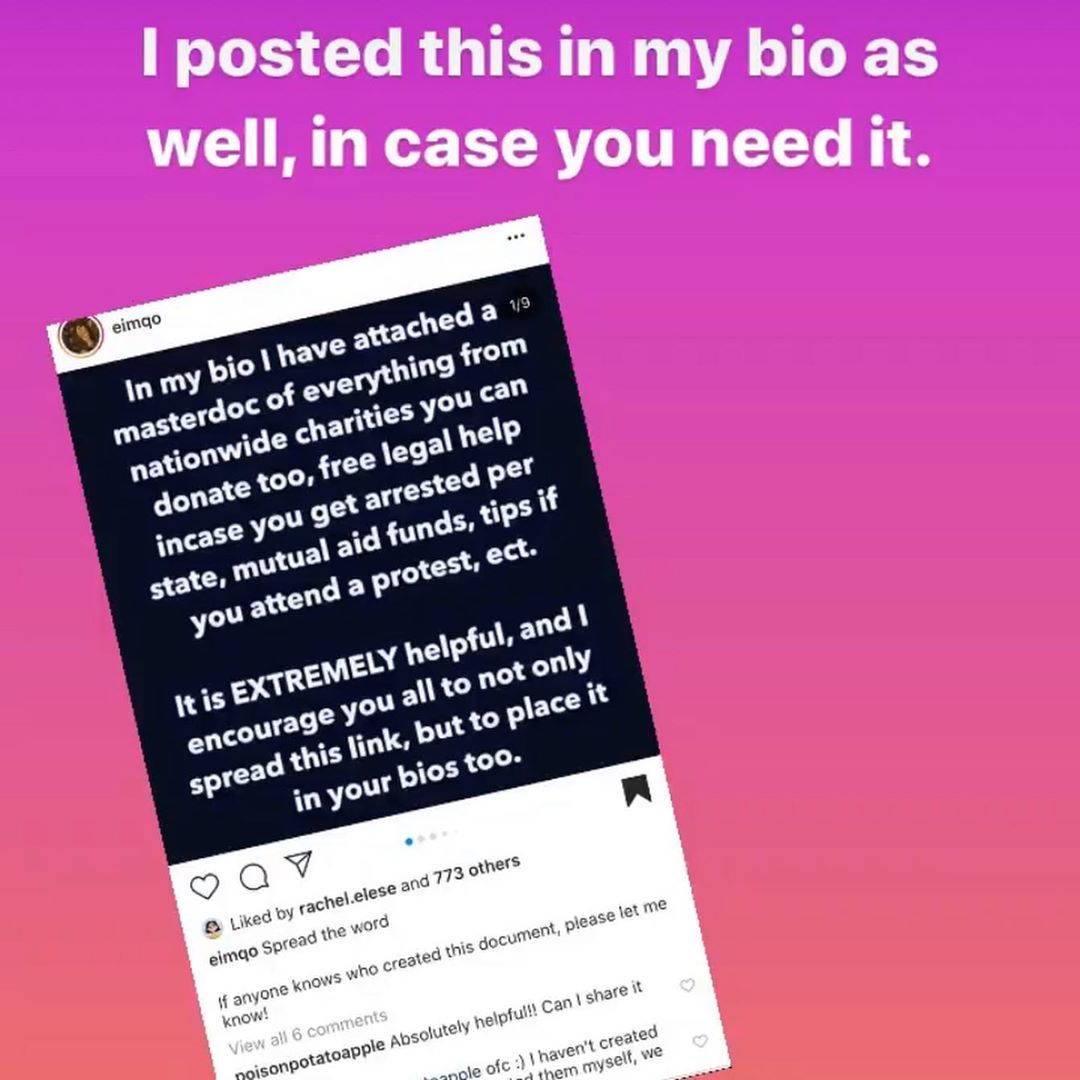 I posted this in my bio as
well, in case you need it.
eimqo
1/9
In my bio I have attached a
masterdoc of everything from
nationwide charities you can
donate too, free legal help
incase you get arrested per
state, mutual aid funds, tips if
you attend a protest, ect.
It is EXTREMELY helpful, and I
encourage you all to not only
spread this link, but to place it
in your bios too.
Liked by rachel.elese and 773 others
eimqo Spread the word
If anyone knows who created this document, please let me
know!
View all 6 comments
poisonpotatoapple Absolutely helpful!! Can I share it
ofc :) I haven't created
them myself, we